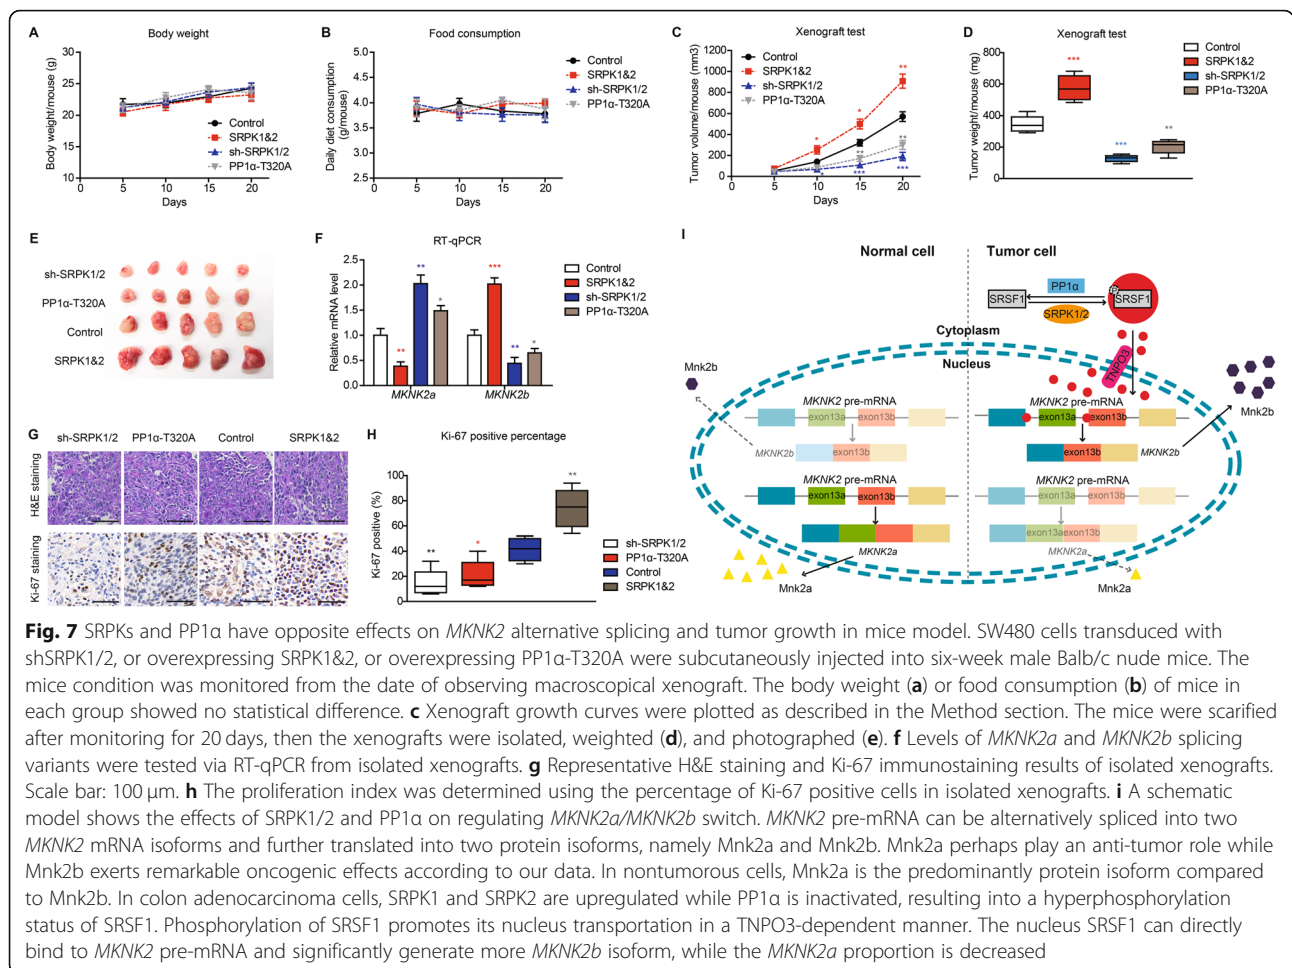 A
Body weight
Body weight/mouse (g)
30
25
20
15
10
0
5
10
15
20
Days
Control
SRPK1&2
sh-SRPK1/2
PP1α-T320A
B
Food consumption
Daily diet consumption
(g/mouse)
5.0
4.5
4.0
3.5
3.0
2.5
0
5
10
15
20
Days
Control
SRPK1&2
sh-SRPK1/2
PP1α-T320A
C
Xenograft test
Tumor volume/mouse (mm3)
1200
1000
800
600
400
200
0
0
5
10
15
20
Days
Control
SRPK1&2
sh-SRPK1/2
PP1α-T320A
*
*
**
**
**
*
***
***
D
Xenograft test
Tumor weight/mouse (mg)
800
600
400
200
0
***
***
**
Control
SRPK1&2
sh-SRPK1/2
PP1α-T320A
E
sh-SRPK1/2
PP1α-T320A
Control
SRPK1&2
F
RT-qPCR
Relative mRNA level
2.5
2.0
1.5
1.0
0.5
0.0
**
**
*
***
**
*
MKNK2a
MKNK2b
Control
SRPK1&2
sh-SRPK1/2
PP1α-T320A
G
sh-SRPK1/2 PP1α-T320A Control SRPK1&2
H&E staining
Ki-67 staining
H
Ki-67 positive percentage
Ki-67 positive (%)
100
80
60
40
20
0
**
*
**
sh-SRPK1/2
PP1α-T320A
Control
SRPK1&2
I
Normal cell
Tumor cell
SRSF1
PP1α
SRPK1/2
P
SRSF1
Cytoplasm
Nucleus
TNPO3
Mnk2b
MKNK2 pre-mRNA
exon13a
exon13b
MKNK2b
exon13b
MKNK2 pre-mRNA
exon13a
exon13b
MKNK2a
Mnk2a
MKNK2 pre-mRNA
exon13a
exon13b
exon13b
MKNK2b
Mnk2b
MKNK2 pre-mRNA
exon13a
exon13b
exon13aexon13b
MKNK2a
Mnk2a
Fig. 7 SRPKs and PP1α have opposite effects on MKNK2 alternative splicing and tumor growth in mice model. SW480 cells transduced with
shSRPK1/2, or overexpressing SRPK1&2, or overexpressing PP1α-T320A were subcutaneously injected into six-week male Balb/c nude mice. The
mice condition was monitored from the date of observing macroscopical xenograft. The body weight (a) or food consumption (b) of mice in
each group showed no statistical difference. c Xenograft growth curves were plotted as described in the Method section. The mice were scarified
after monitoring for 20 days, then the xenografts were isolated, weighted (d), and photographed (e). f Levels of MKNK2a and MKNK2b splicing
variants were tested via RT-qPCR from isolated xenografts. g Representative H&E staining and Ki-67 immunostaining results of isolated xenografts.
Scale bar: 100 μm. h The proliferation index was determined using the percentage of Ki-67 positive cells in isolated xenografts. i A schematic
model shows the effects of SRPK1/2 and PP1α on regulating MKNK2a/MKNK2b switch. MKNK2 pre-mRNA can be alternatively spliced into two
MKNK2 mRNA isoforms and further translated into two protein isoforms, namely Mnk2a and Mnk2b. Mnk2a perhaps play an anti-tumor role while
Mnk2b exerts remarkable oncogenic effects according to our data. In nontumorous cells, Mnk2a is the predominantly protein isoform compared
to Mnk2b. In colon adenocarcinoma cells, SRPK1 and SRPK2 are upregulated while PP1α is inactivated, resulting into a hyperphosphorylation
status of SRSF1. Phosphorylation of SRSF1 promotes its nucleus transportation in a TNPO3-dependent manner. The nucleus SRSF1 can directly
bind to MKNK2 pre-mRNA and significantly generate more MKNK2b isoform, while the MKNK2a proportion is decreased